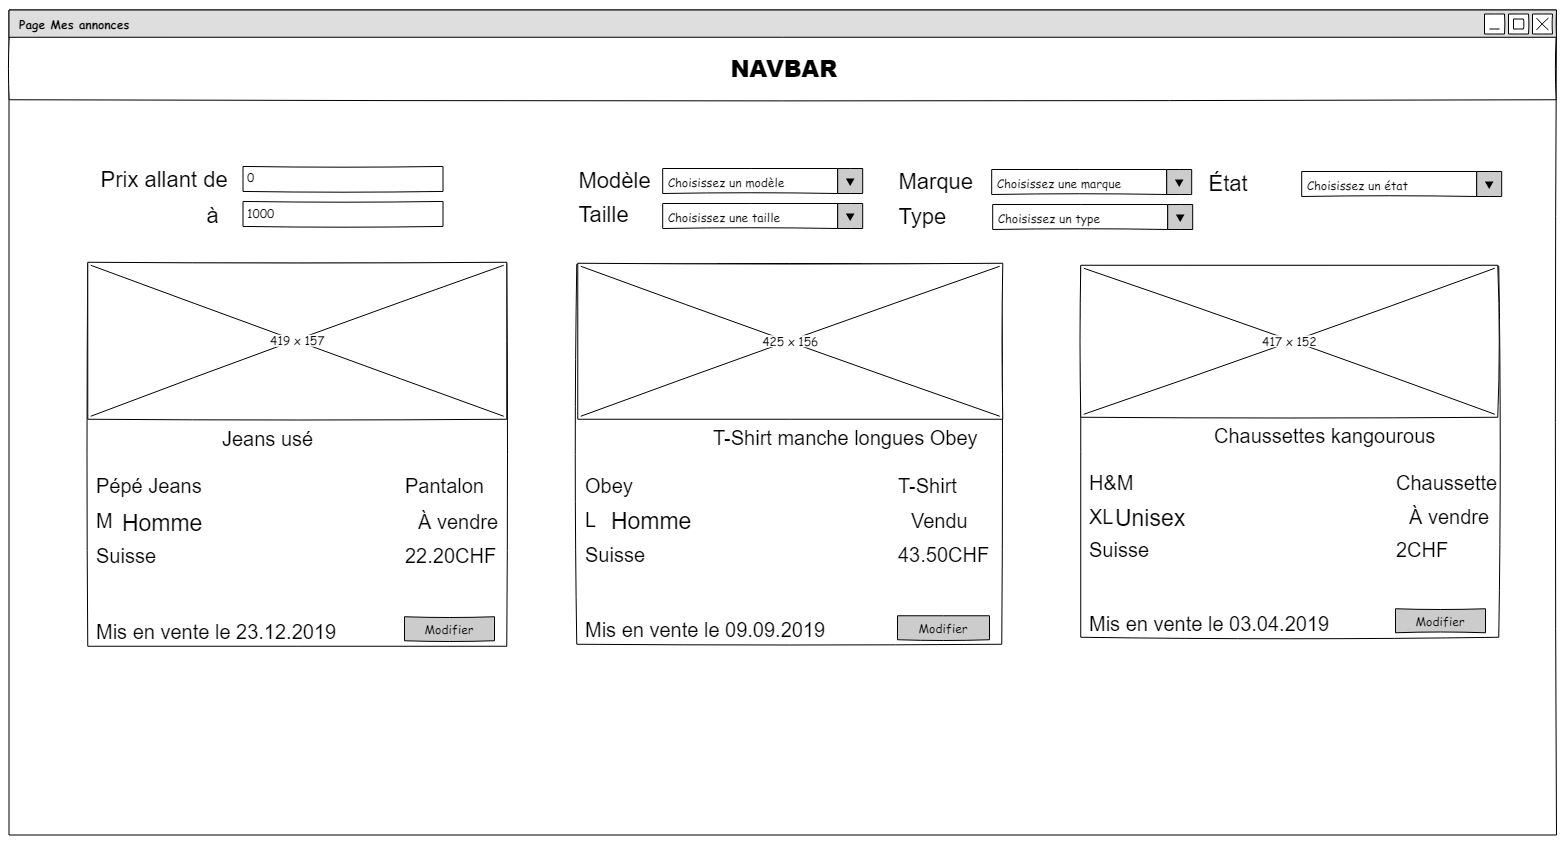 Page Mes annonces
NAVBAR
Prix allant de 0
à 1000
Modèle Choisissez un modèle
Marque Choisissez une marque
État Choisissez un état
Taille Choisissez une taille
Type Choisissez un type
419 x 157
Jeans usé
Pépé Jeans Pantalon
M Homme À vendre
Suisse 22.20CHF
Mis en vente le 23.12.2019 Modifier
425 x 156
T-Shirt manche longues Obey
Obey T-Shirt
L Homme Vendu
Suisse 43.50CHF
Mis en vente le 09.09.2019 Modifier
417 x 152
Chaussettes kangourous
H&M Chaussette
XL Unisex À vendre
Suisse 2CHF
Mis en vente le 03.04.2019 Modifier